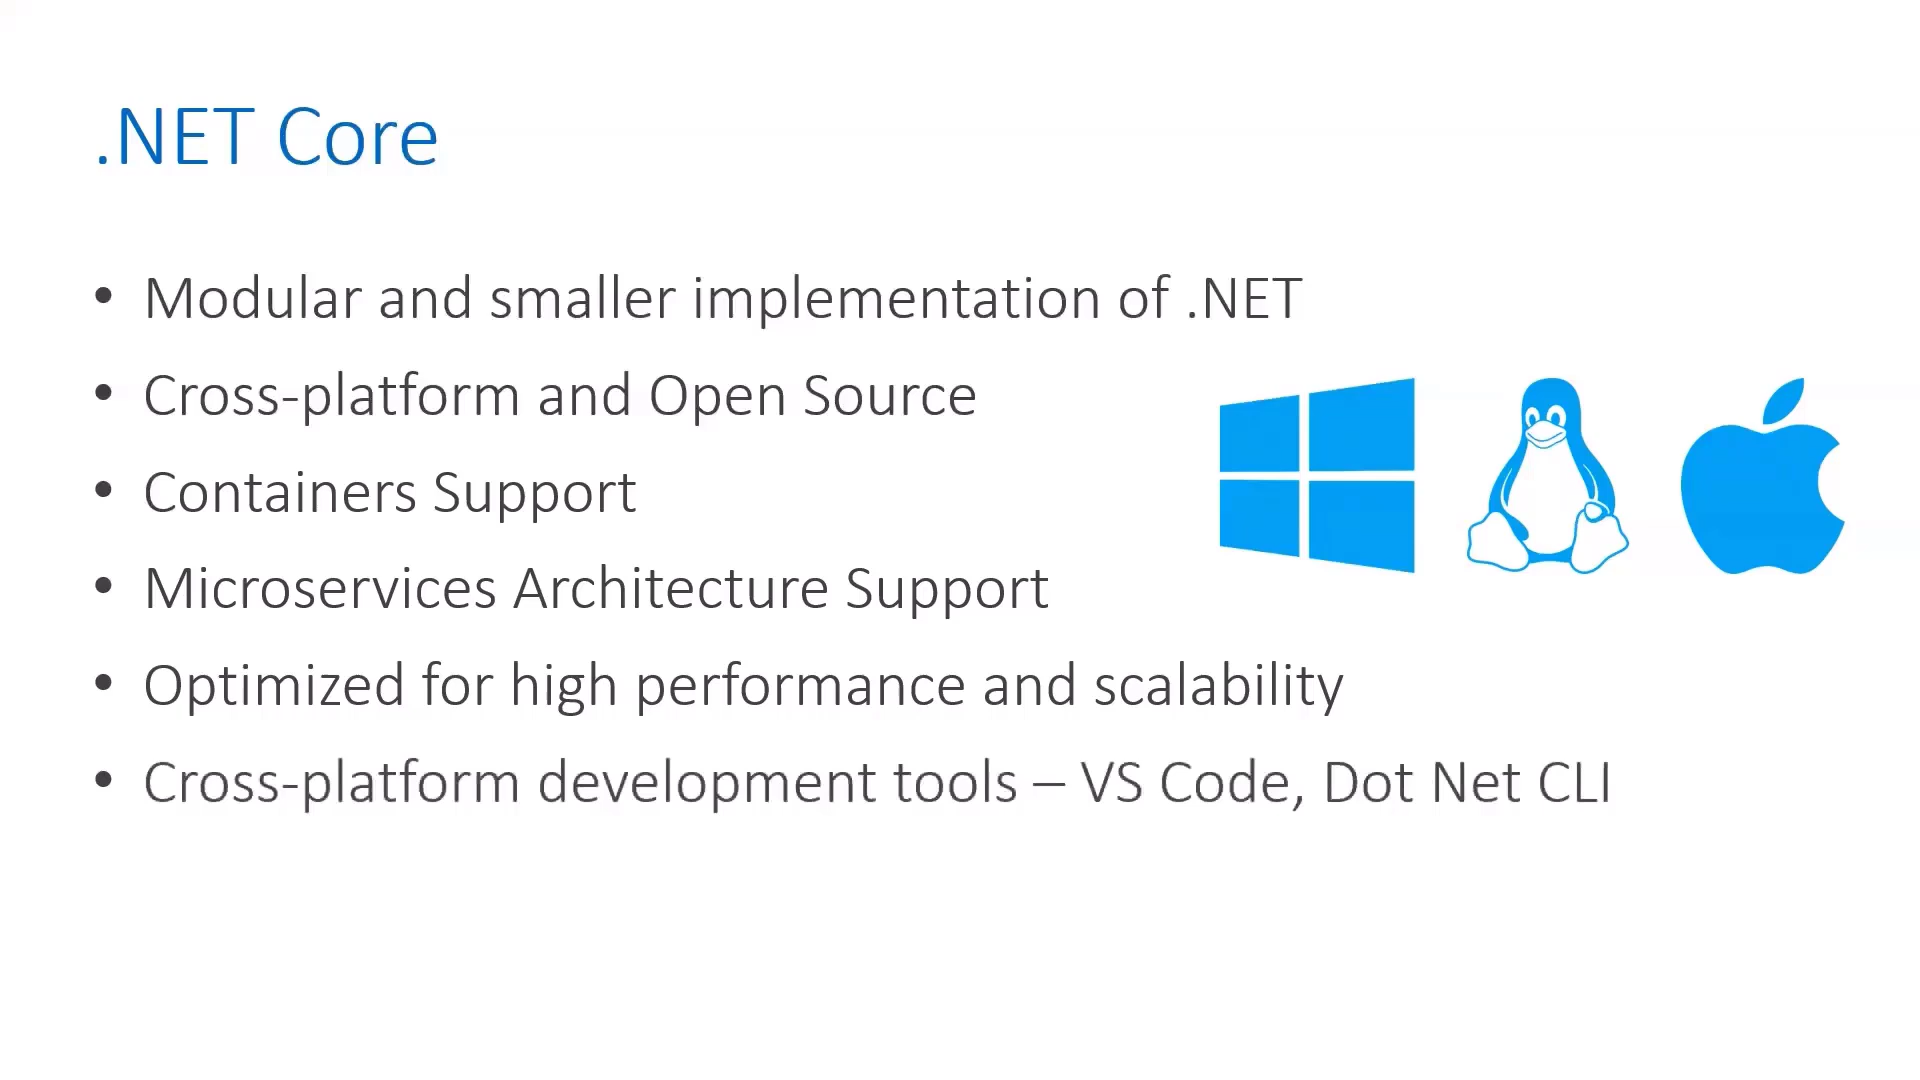 .NET Core
• Modular and smaller implementation of .NET
• Cross-platform and Open Source
• Containers Support
• Microservices Architecture Support
• Optimized for high performance and scalability
• Cross-platform development tools – VS Code, Dot Net CLI